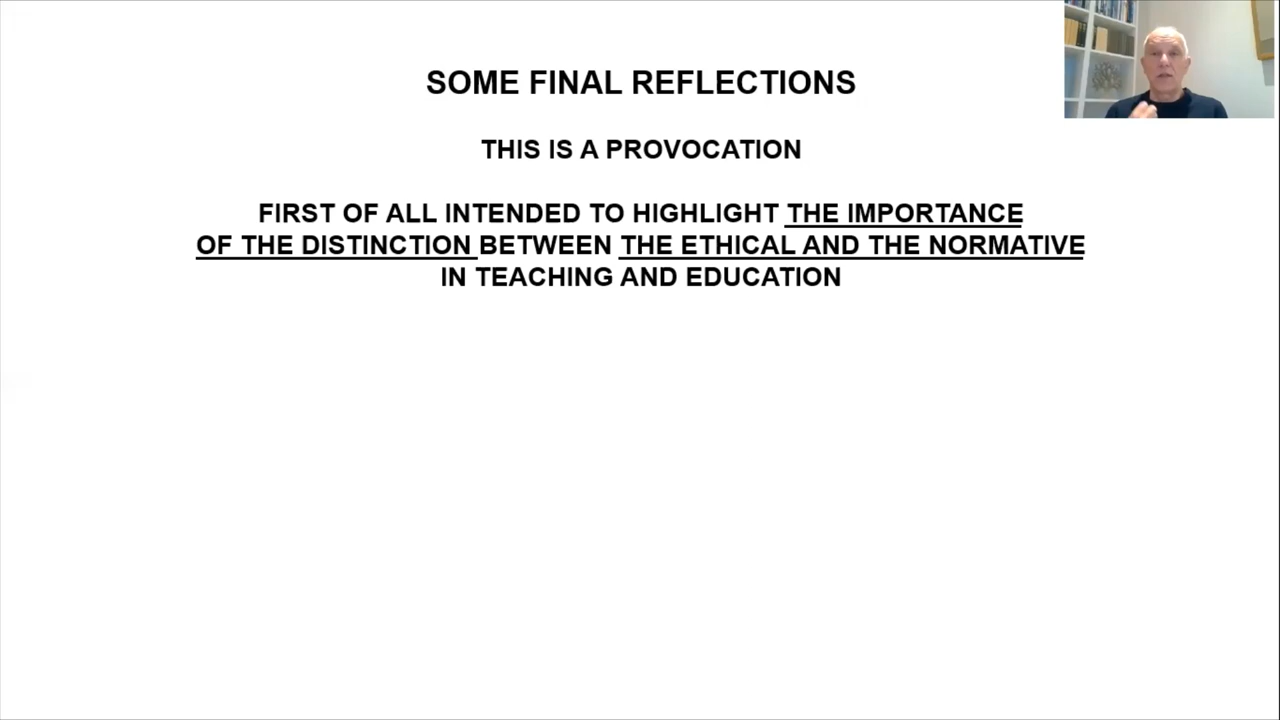 SOME FINAL REFLECTIONS
THIS IS A PROVOCATION
FIRST OF ALL INTENDED TO HIGHLIGHT THE IMPORTANCE
OF THE DISTINCTION BETWEEN THE ETHICAL AND THE NORMATIVE
IN TEACHING AND EDUCATION